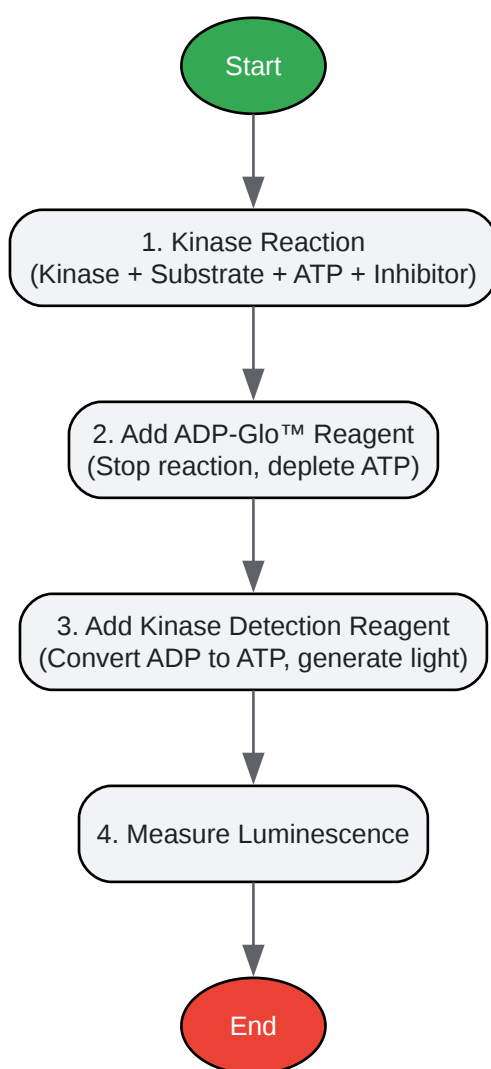 Start
1. Kinase Reaction
(Kinase + Substrate + ATP + Inhibitor)
2. Add ADP-Glo™ Reagent
(Stop reaction, deplete ATP)
3. Add Kinase Detection Reagent
(Convert ADP to ATP, generate light)
4. Measure Luminescence
End